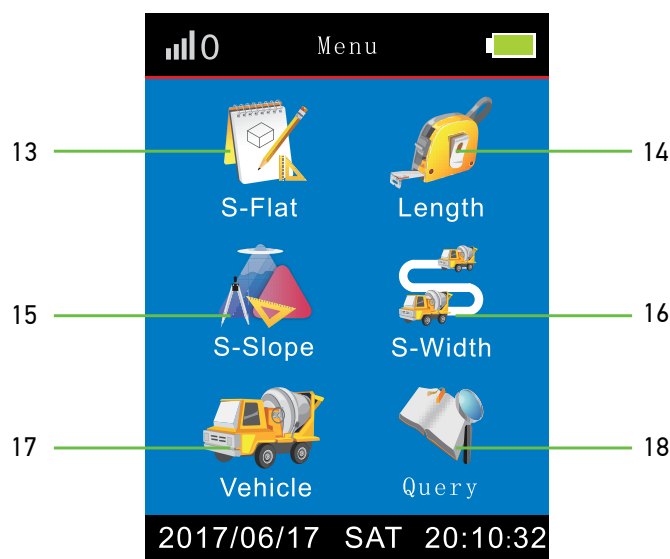 0 Menu
13 14
S-Flat Length
15 16
S-Slope S-Width
17 18
Vehicle Query
2017/06/17 SAT 20:10:32